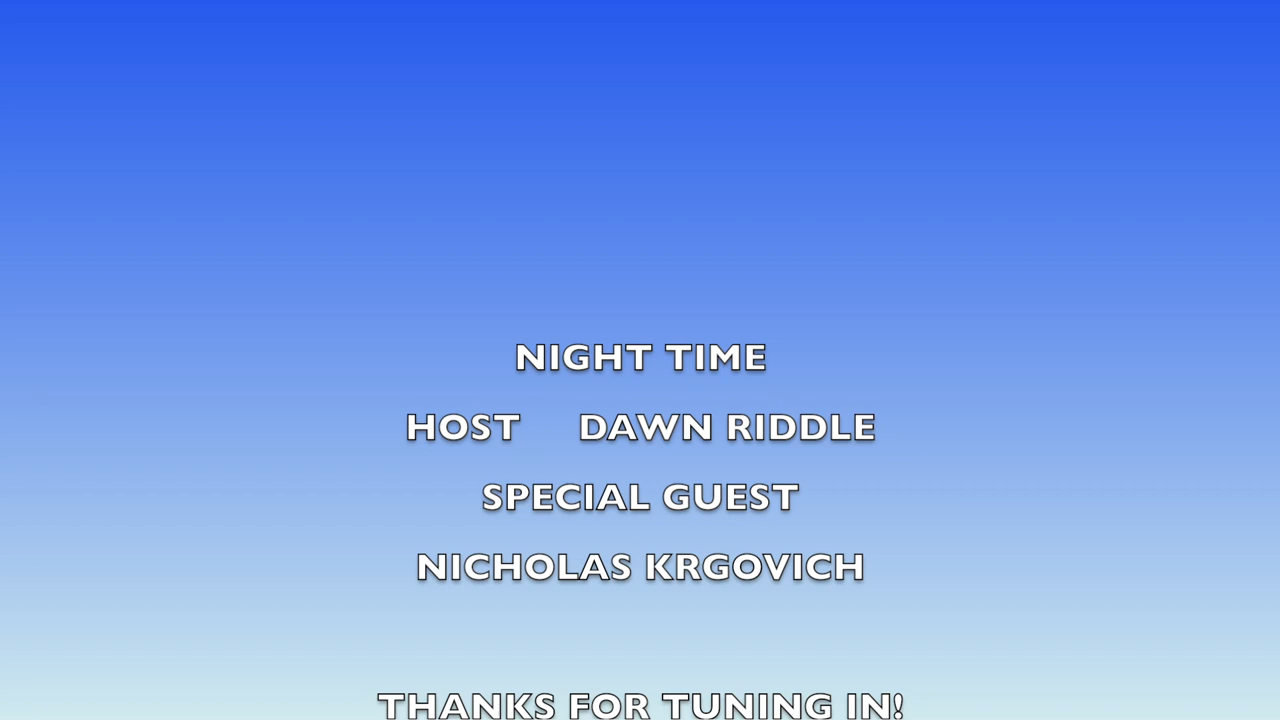 NIGHT TIME
HOST DAWN RIDDLE
SPECIAL GUEST
NICHOLAS KRGOVICH
THANKS FOR TUNING IN!